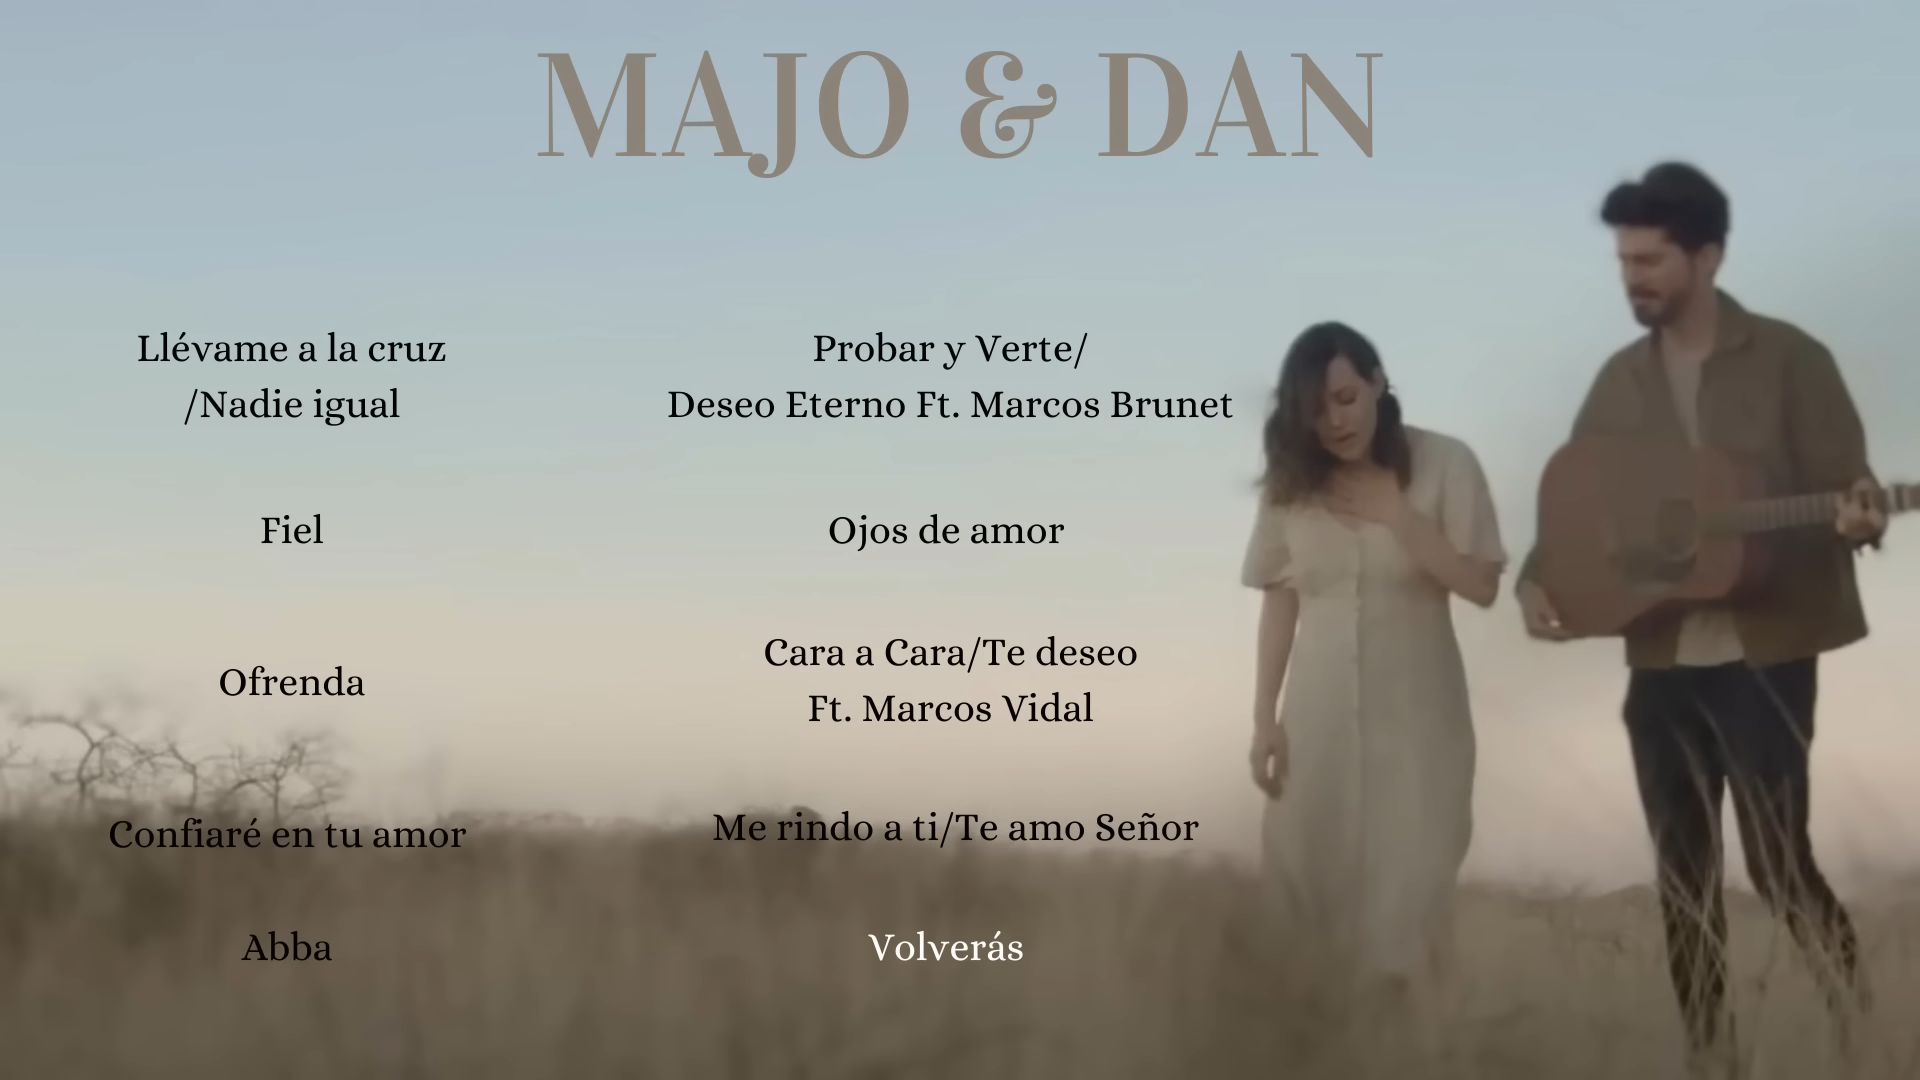 MAJO & DAN
Llévame a la cruz
/Nadie igual
Fiel
Ofrenda
Confiaré en tu amor
Abba
Probar y Verte/
Deseo Eterno Ft. Marcos Brunet
Ojos de amor
Cara a Cara/Te deseo
Ft. Marcos Vidal
Me rindo a ti/Te amo Señor
Volverás